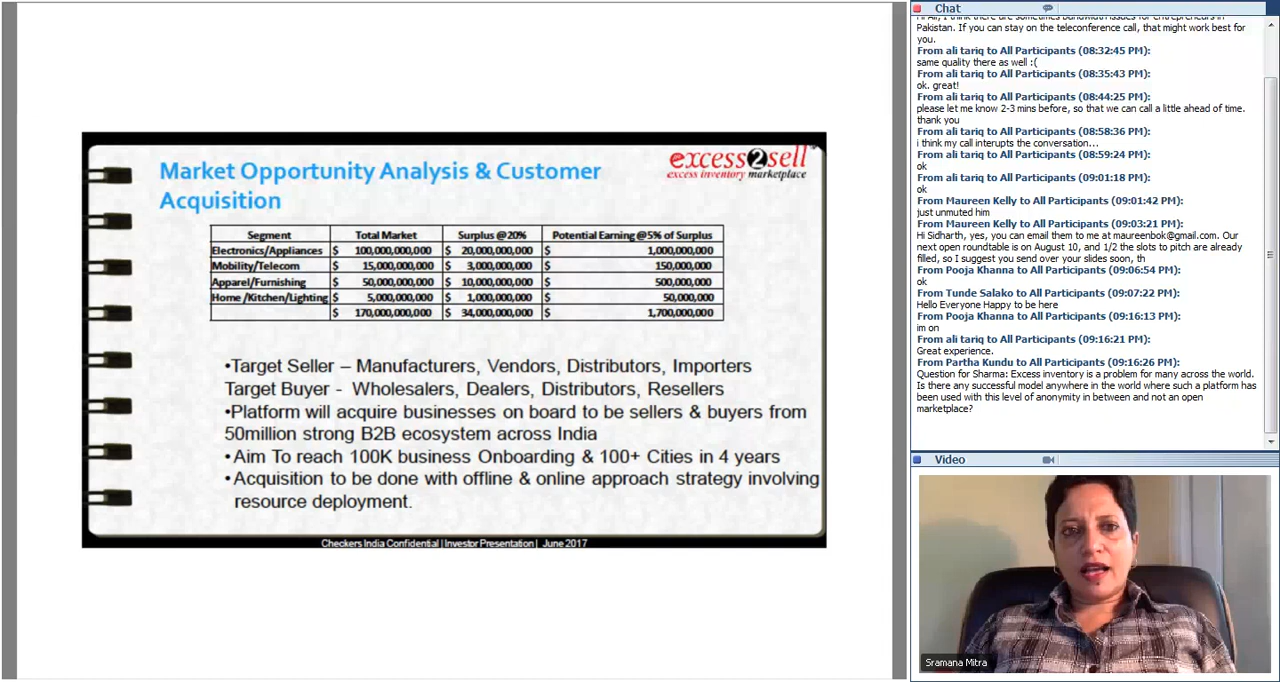 Market Opportunity Analysis & Customer
Acquisition
excess2sell
excess inventory marketplace
Segment Total Market Surplus @20% Potential Earning @5% of Surplus
Electronics/Appliances $ 100,000,000,000 $ 20,000,000,000 $ 1,000,000,000
Mobility/Telecom $ 15,000,000,000 $ 3,000,000,000 $ 150,000,000
Apparel/Furnishing $ 50,000,000,000 $ 10,000,000,000 $ 500,000,000
Home /Kitchen/Lighting $ 5,000,000,000 $ 1,000,000,000 $ 50,000,000
$ 170,000,000,000 $ 34,000,000,000 $ 1,700,000,000
•Target Seller – Manufacturers, Vendors, Distributors, Importers
Target Buyer - Wholesalers, Dealers, Distributors, Resellers
•Platform will acquire businesses on board to be sellers & buyers from
50million strong B2B ecosystem across India
•Aim To reach 100K business Onboarding & 100+ Cities in 4 years
•Acquisition to be done with offline & online approach strategy involving
resource deployment.
Checkers India Confidential | Investor Presentation | June 2017
Chat
Pakistan. If you can stay on the teleconference call, that might work best for
you.
From ali tariq to All Participants (08:32:45 PM):
same quality there as well :(
From ali tariq to All Participants (08:35:43 PM):
ok. great!
From ali tariq to All Participants (08:44:25 PM):
please let me know 2-3 mins before, so that we can call a little ahead of time.
thank you
From ali tariq to All Participants (08:58:36 PM):
i think my call interupts the conversation...
From ali tariq to All Participants (08:59:24 PM):
ok
From ali tariq to All Participants (09:01:18 PM):
ok
From Maureen Kelly to All Participants (09:01:42 PM):
just unmuted him
From Maureen Kelly to All Participants (09:03:21 PM):
Hi Sidharth, yes, you can email them to me at maureenbok@gmail.com. Our
next open roundtable is on August 10, and 1/2 the slots to pitch are already
filled, so I suggest you send over your slides soon, th
From Pooja Khanna to All Participants (09:06:54 PM):
ok
From Tunde Salako to All Participants (09:07:22 PM):
Hello Everyone Happy to be here
From Pooja Khanna to All Participants (09:16:13 PM):
im on
From ali tariq to All Participants (09:16:21 PM):
Great experience.
From Partha Kundu to All Participants (09:16:26 PM):
Question for Sharma: Excess inventory is a problem for many across the world.
Is there any successful model anywhere in the world where such a platform has
been used with this level of anonymity in between and not an open
marketplace?
Video
Sramana Mitra